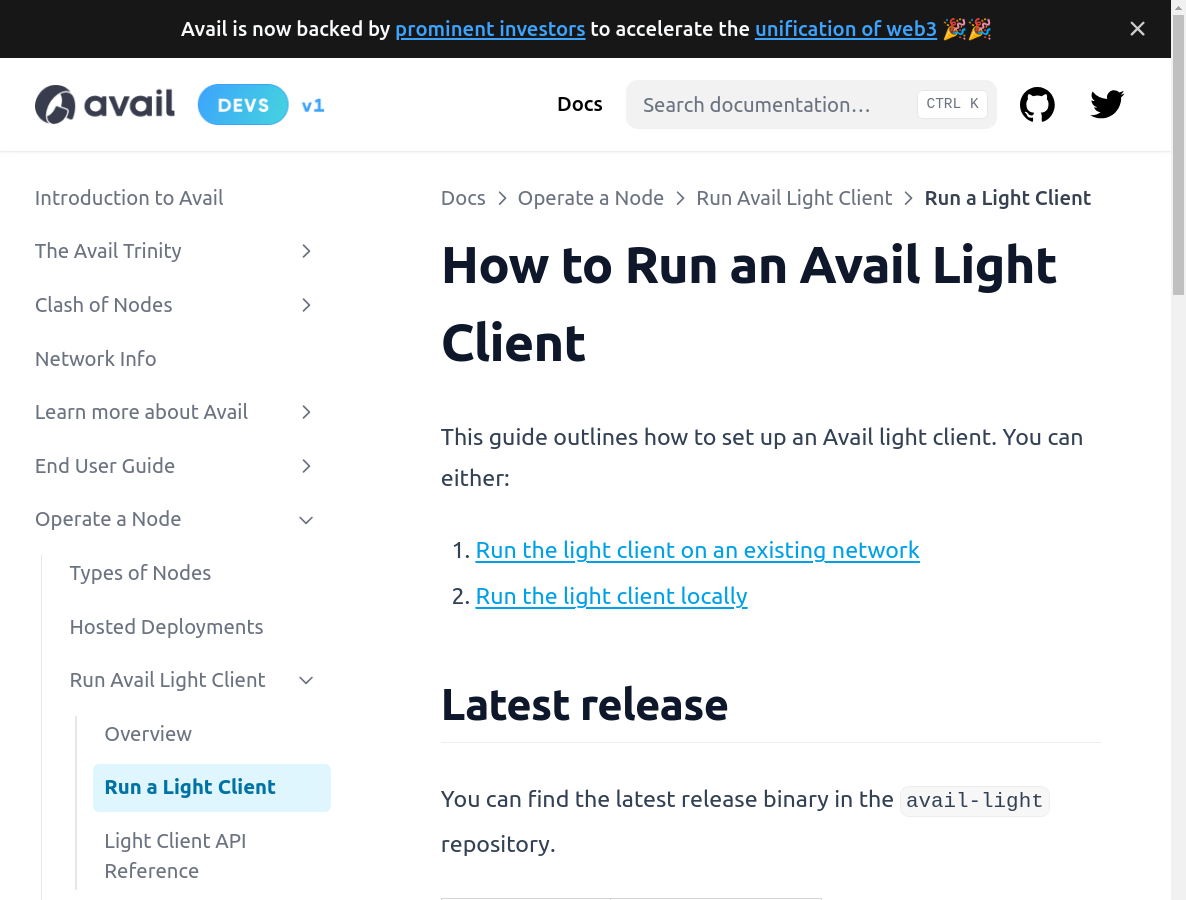 Avail is now backed by prominent investors to accelerate the unification of web3 🎉🎉
avail DEVS v1 Docs Search documentation… CTRL K
Introduction to Avail
The Avail Trinity
Clash of Nodes
Network Info
Learn more about Avail
End User Guide
Operate a Node
Types of Nodes
Hosted Deployments
Run Avail Light Client
Overview
Run a Light Client
Light Client API
Reference
Docs > Operate a Node > Run Avail Light Client > Run a Light Client
How to Run an Avail Light
Client
This guide outlines how to set up an Avail light client. You can
either:
1. Run the light client on an existing network
2. Run the light client locally
Latest release
You can find the latest release binary in the avail-light
repository.